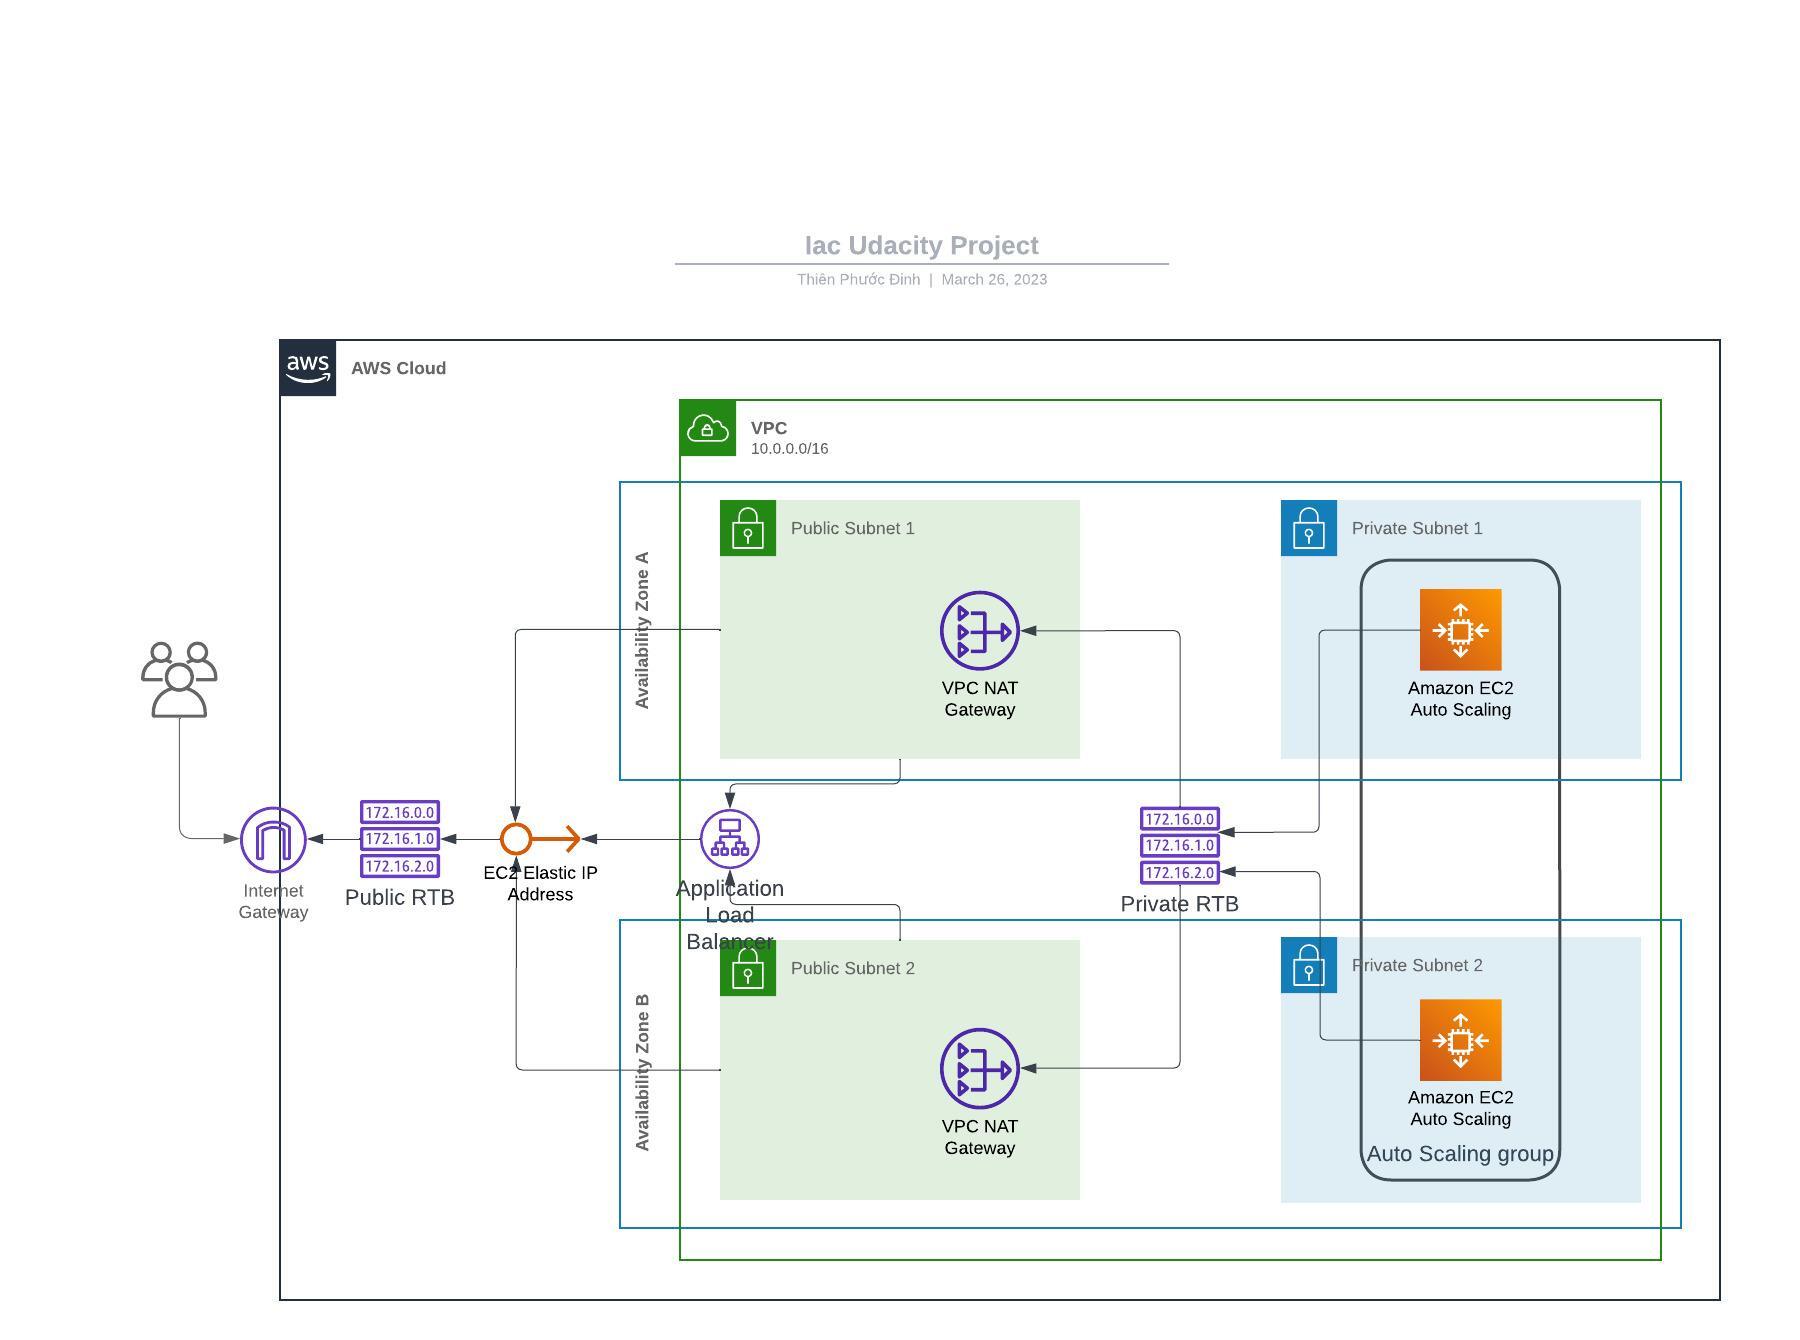 Iac Udacity Project
Thiên Phước Đinh | March 26, 2023
aws
AWS Cloud
VPC
10.0.0.0/16
Availability Zone A
Public Subnet 1
VPC NAT
Gateway
Private Subnet 1
Amazon EC2
Auto Scaling
Internet
Gateway
172.16.0.0
172.16.1.0
172.16.2.0
Public RTB
EC2 Elastic IP
Address
Application
Load
Balancer
172.16.0.0
172.16.1.0
172.16.2.0
Private RTB
Availability Zone B
Public Subnet 2
VPC NAT
Gateway
Private Subnet 2
Amazon EC2
Auto Scaling
Auto Scaling group